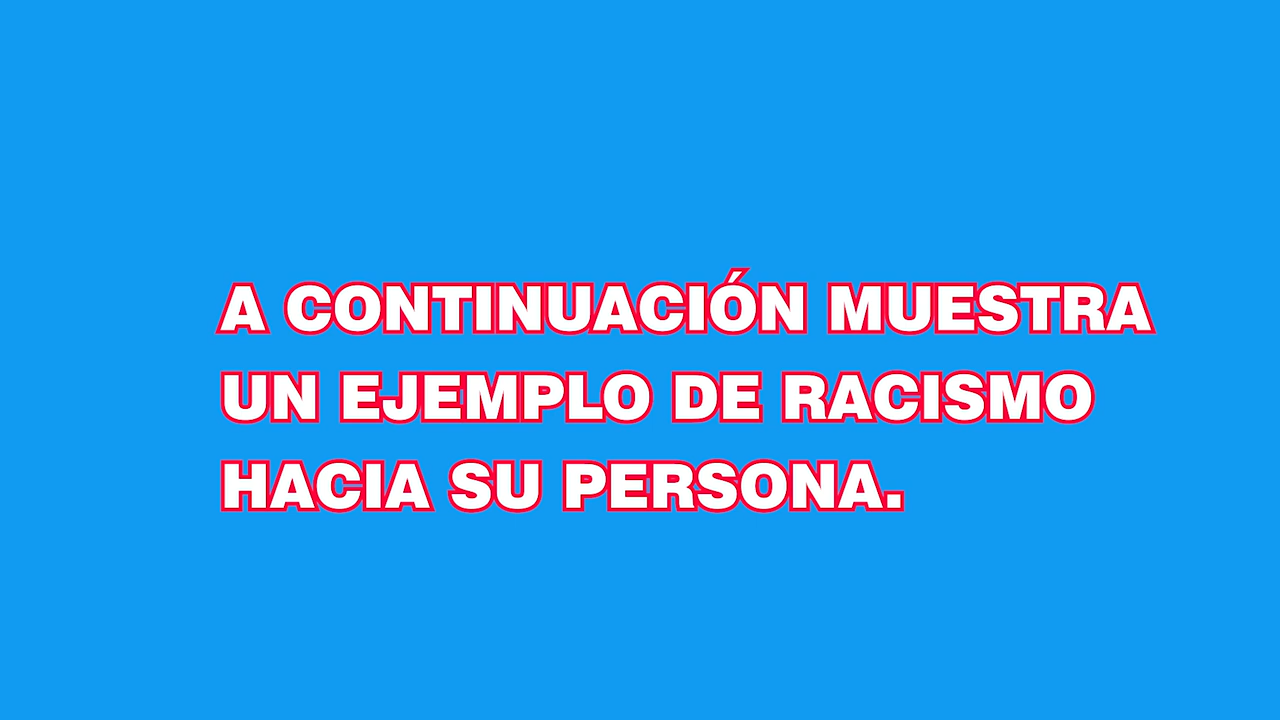 A CONTINUACIÓN MUESTRA
UN EJEMPLO DE RACISMO
HACIA SU PERSONA.